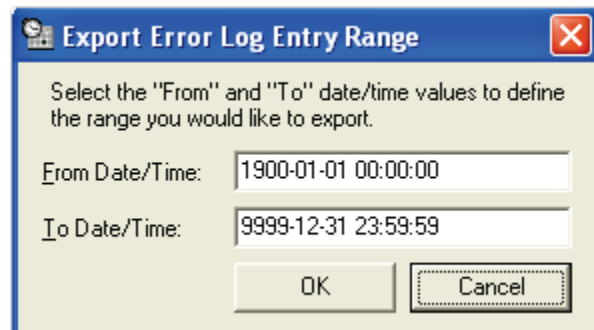 Export Error Log Entry Range
Select the "From" and "To" date/time values to define
the range you would like to export.
From Date/Time: 1900-01-01 00:00:00
To Date/Time: 9999-12-31 23:59:59
OK Cancel